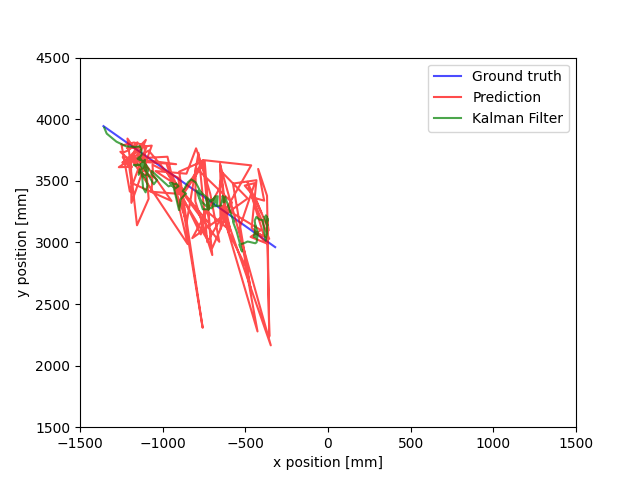 4500
4000
3500
3000
2500
2000
1500
y position [mm]
−1500
−1000
−500
0
500
1000
1500
x position [mm]
Ground truth
Prediction
Kalman Filter